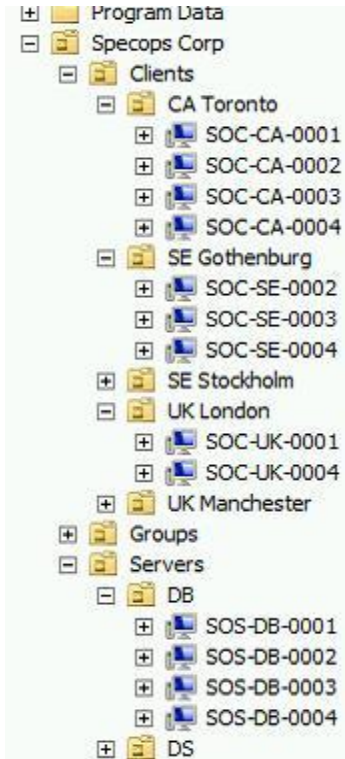 Program Data
Specops Corp
Clients
CA Toronto
SOC-CA-0001
SOC-CA-0002
SOC-CA-0003
SOC-CA-0004
SE Gothenburg
SOC-SE-0002
SOC-SE-0003
SOC-SE-0004
SE Stockholm
UK London
SOC-UK-0001
SOC-UK-0004
UK Manchester
Groups
Servers
DB
SOS-DB-0001
SOS-DB-0002
SOS-DB-0003
SOS-DB-0004
DS